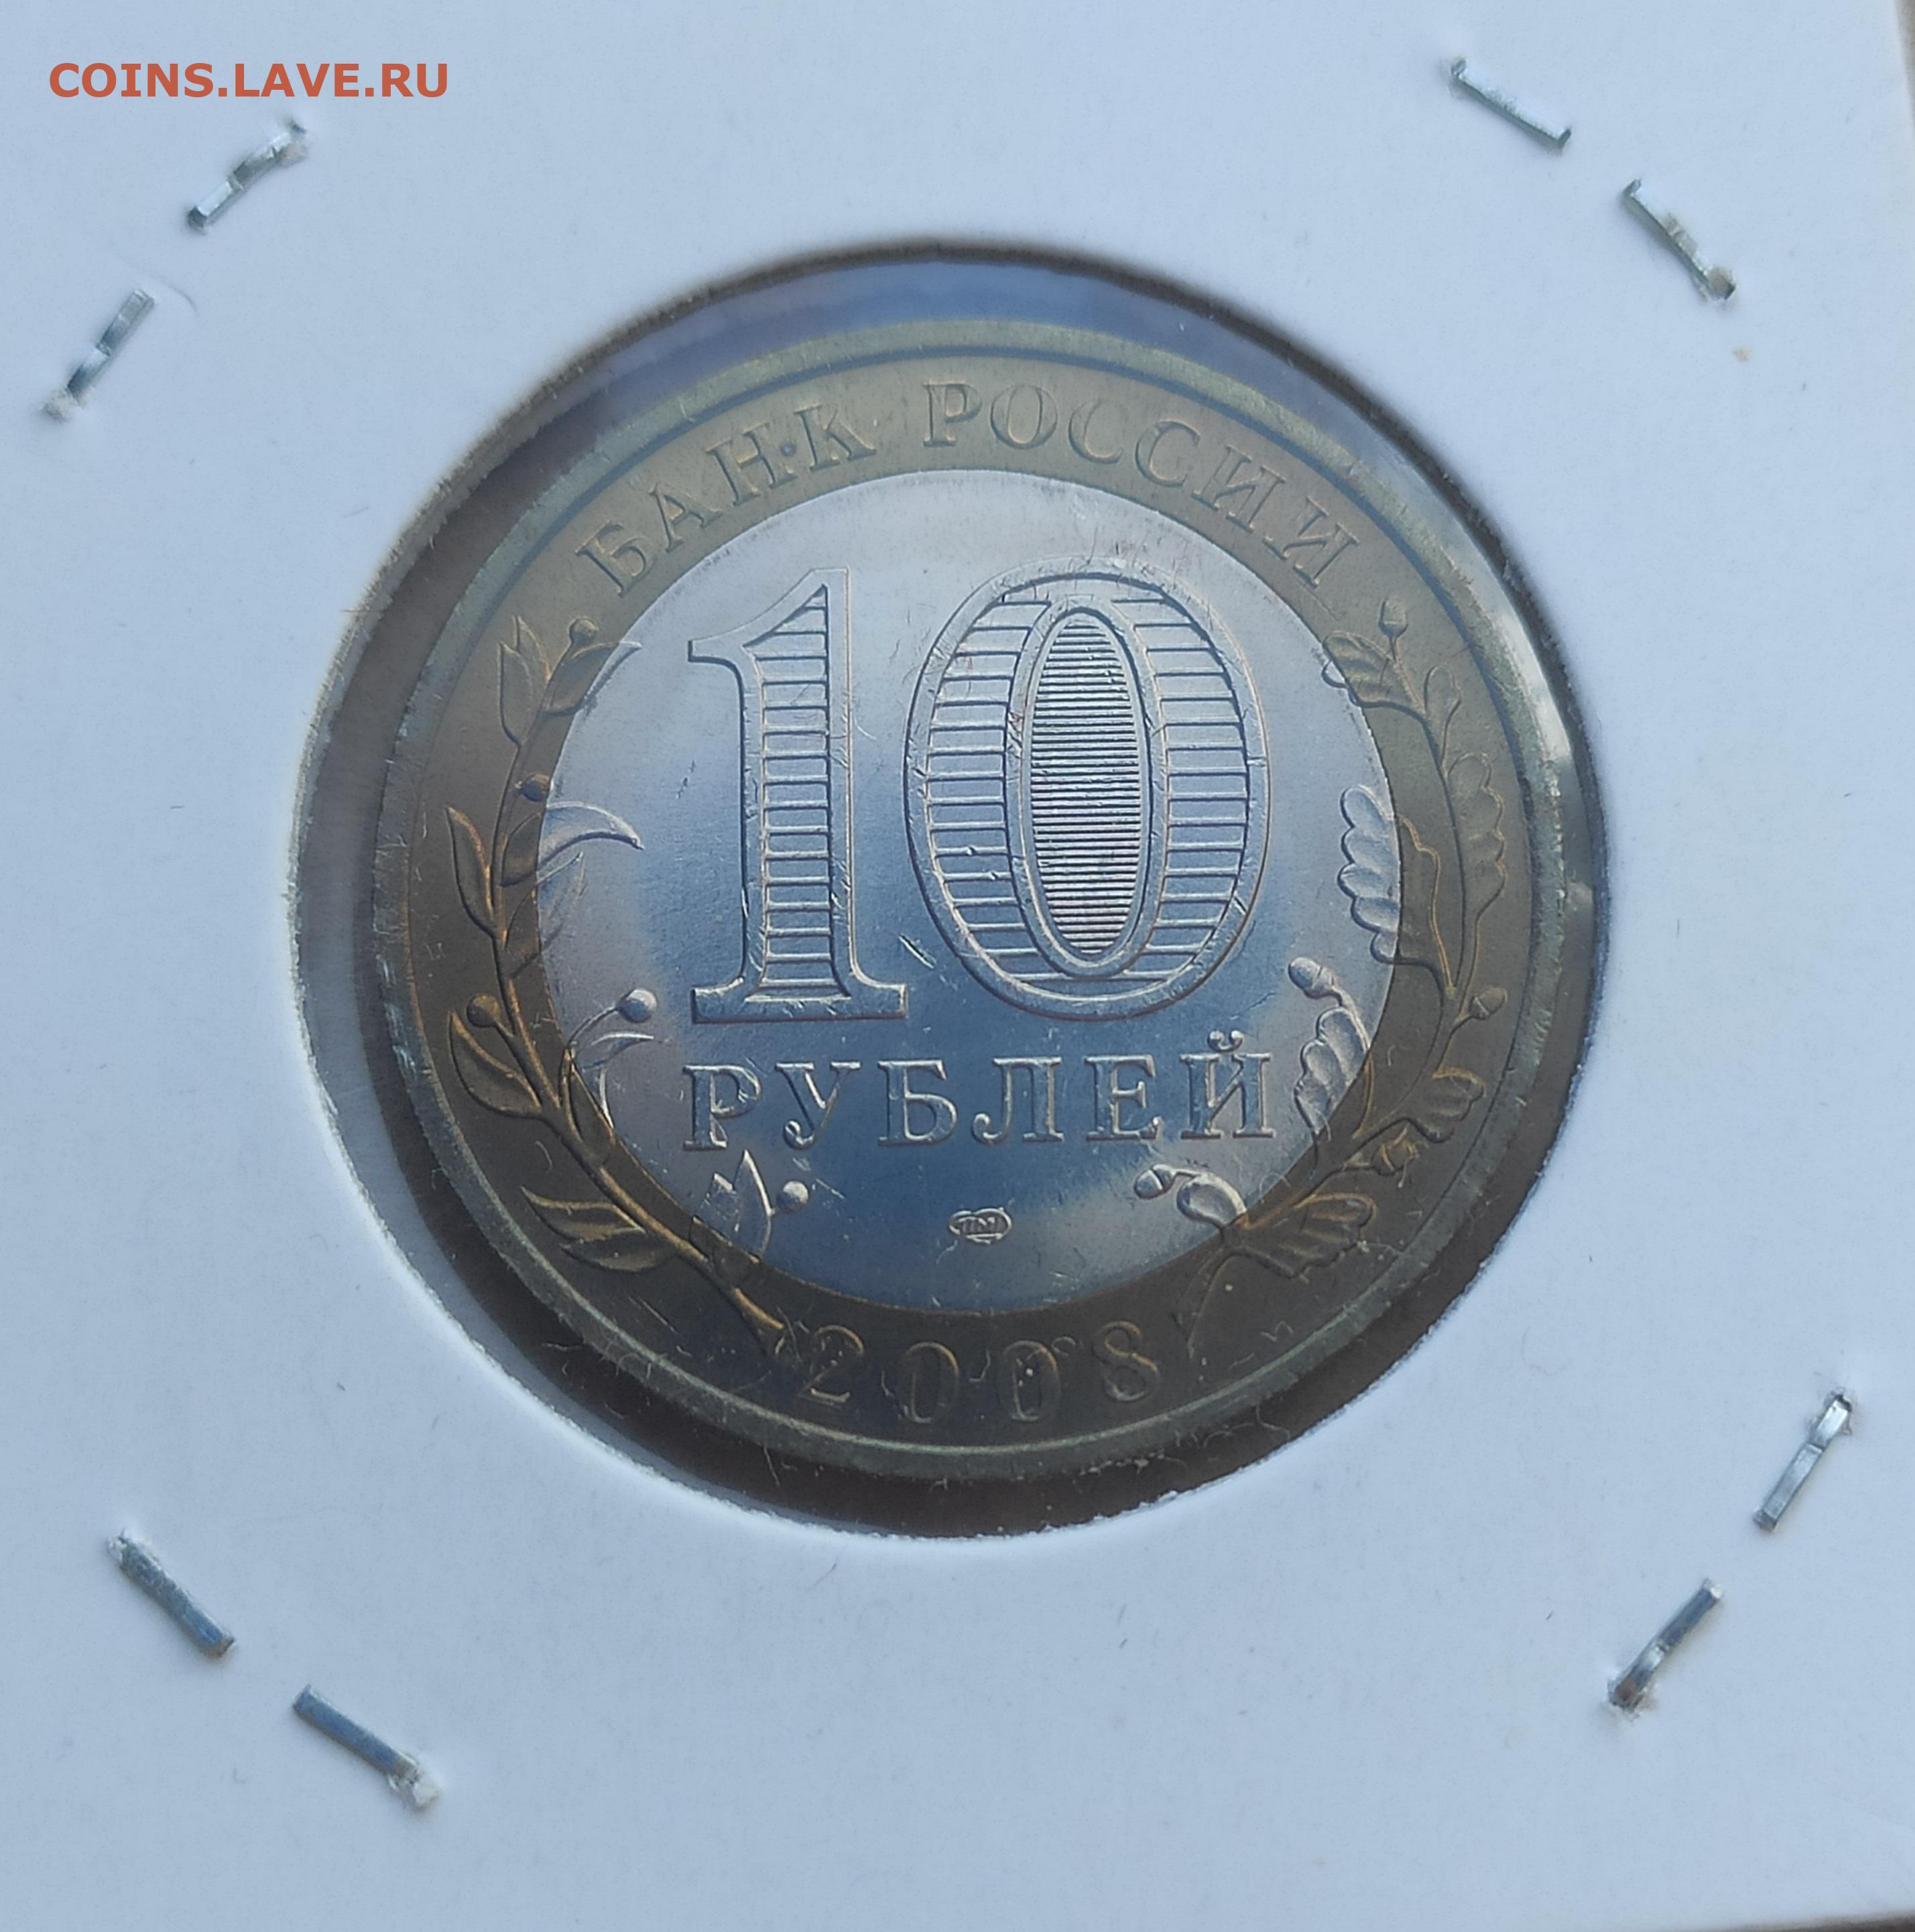 COINS.LAVE.RU
БАНК РОССИИ
10
РУБЛЕЙ
2008